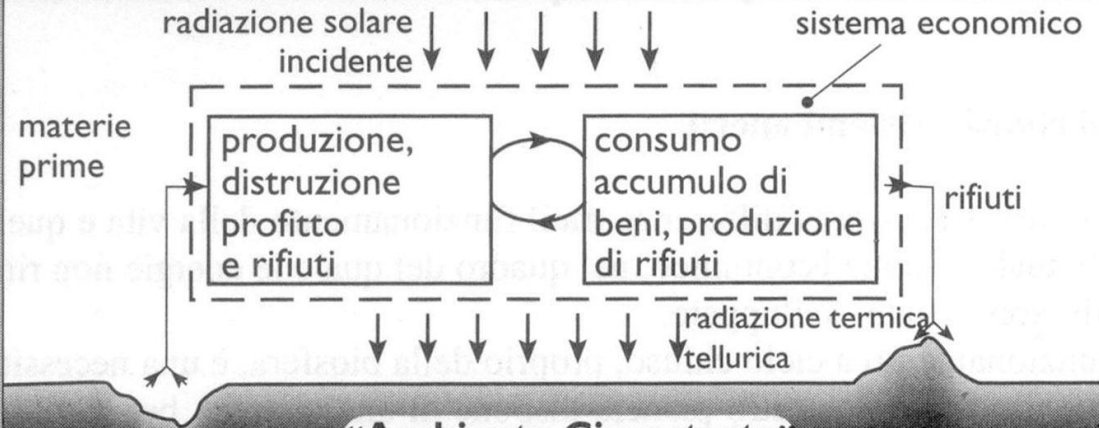 radiazione solare
incidente
sistema economico
materie
prime
produzione,
distruzione
profitto
e rifiuti
consumo
accumulo di
beni, produzione
di rifiuti
rifiuti
radiazione termica
tellurica